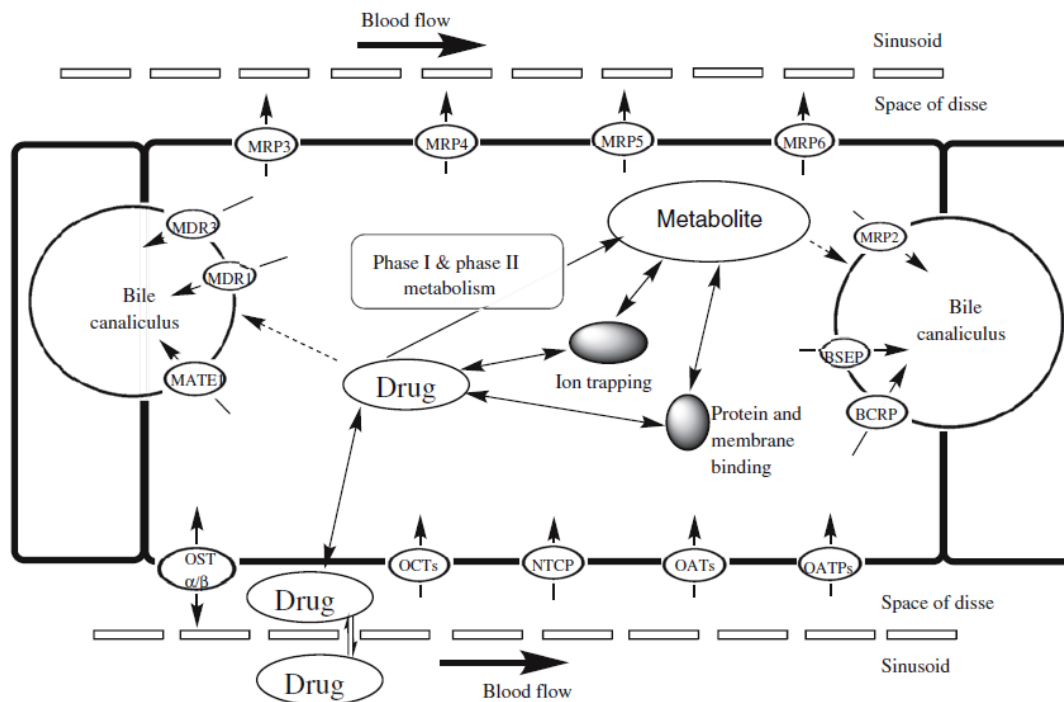 Blood flow
Sinusoid
Space of disse
MRP3
MRP4
MRP5
MRP6
MDR3
MDR1
Bile
canaliculus
MATE1
Phase I & phase II
metabolism
Metabolite
MRP2
Bile
canaliculus
BSEP
BCRP
Drug
Ion trapping
Protein and
membrane
binding
OST
α/β
OCTs
NTCP
OATs
OATPs
Drug
Space of disse
Drug
Blood flow
Sinusoid